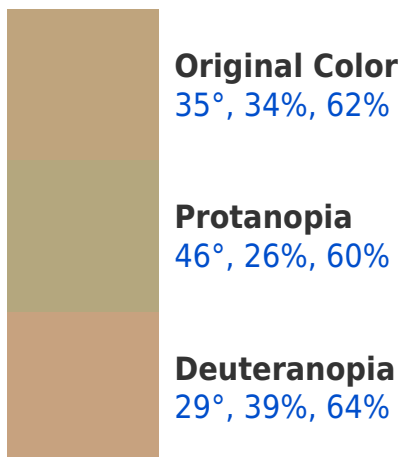 Original Color
35°, 34%, 62%
Protanopia
46°, 26%, 60%
Deuteranopia
29°, 39%, 64%